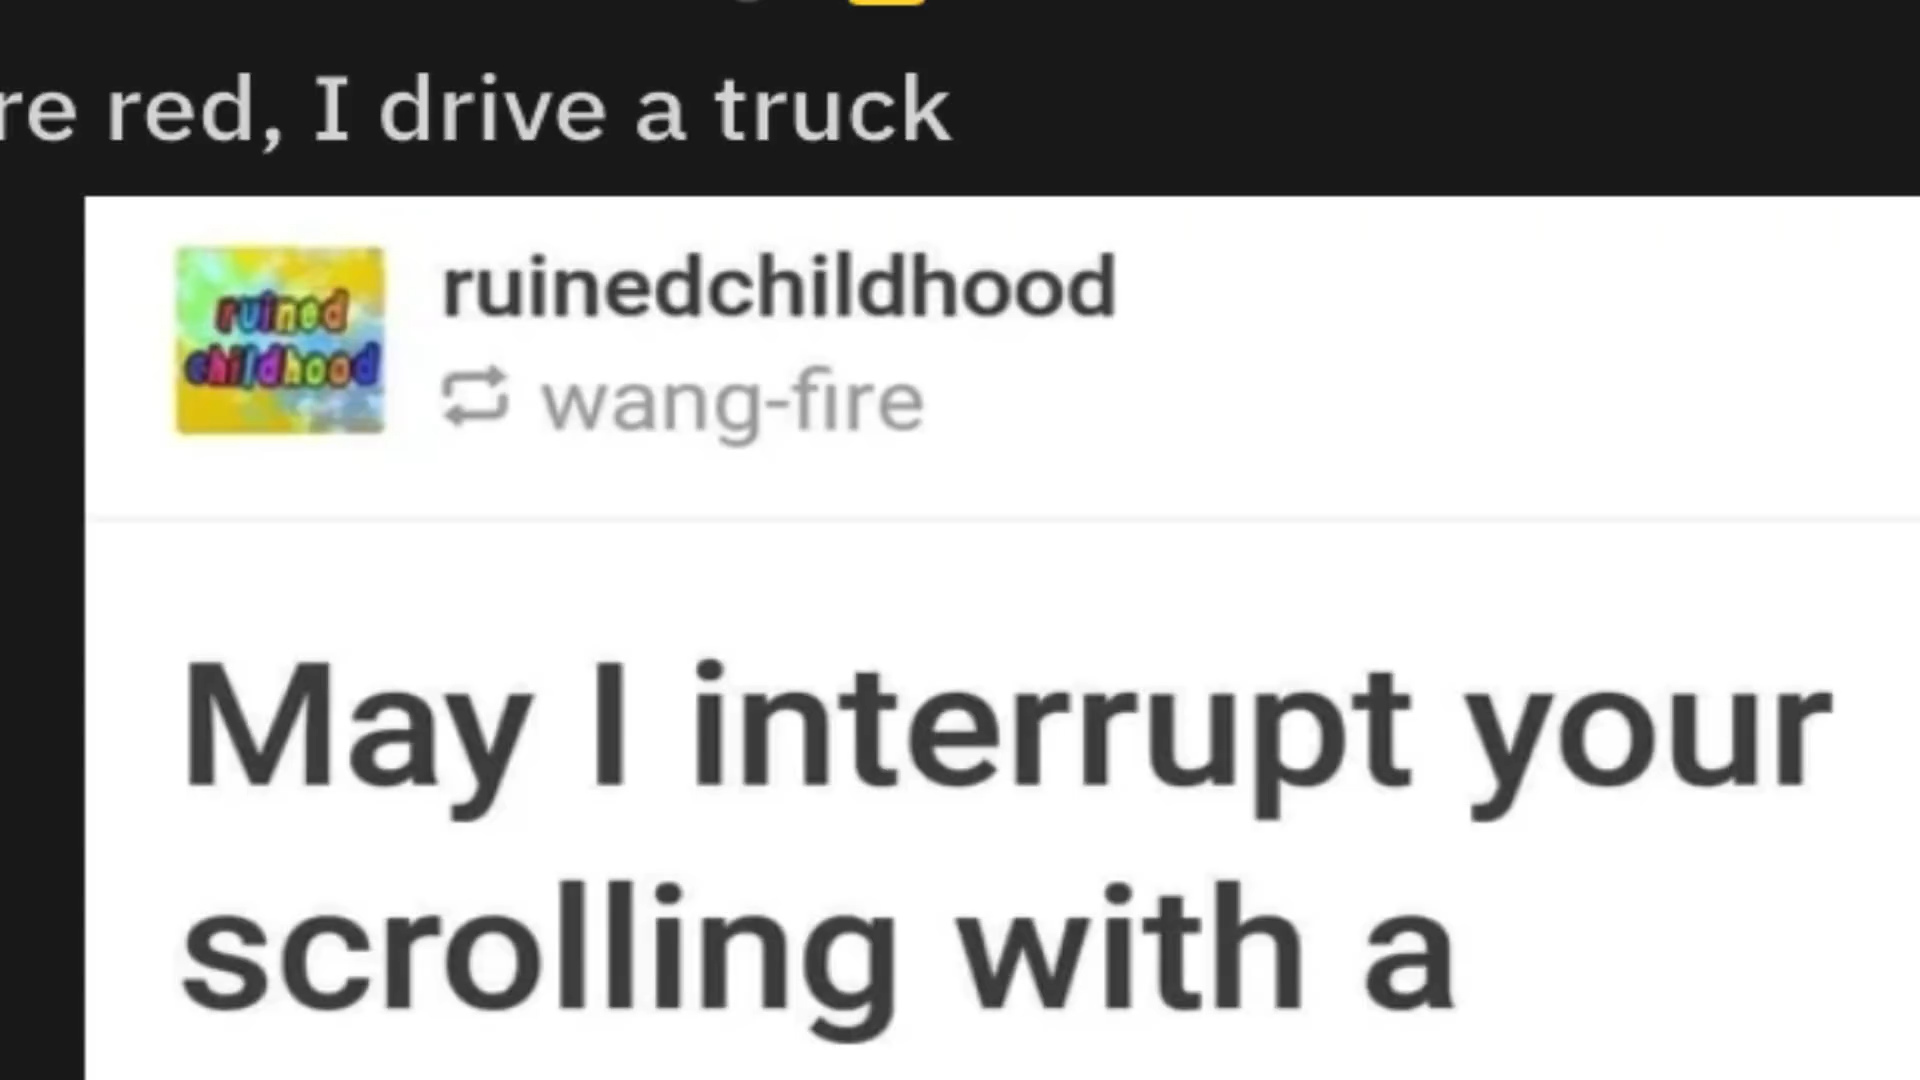 re red, I drive a truck
ruined
childhood
ruinedchildhood
wang-fire
May I interrupt your
scrolling with a